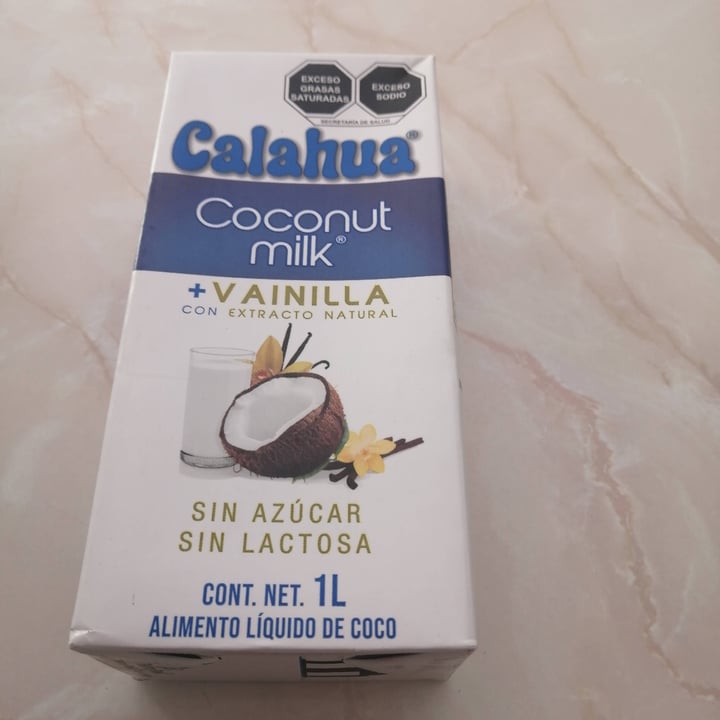 EXCESO
GRASAS
SATURADAS
EXCESO
SODIO
SECRETARÍA DE SALUD
Calahua®
Coconut
milk®
+VAINILLA
CON EXTRACTO NATURAL
SIN AZÚCAR
SIN LACTOSA
CONT. NET. 1L
ALIMENTO LÍQUIDO DE COCO